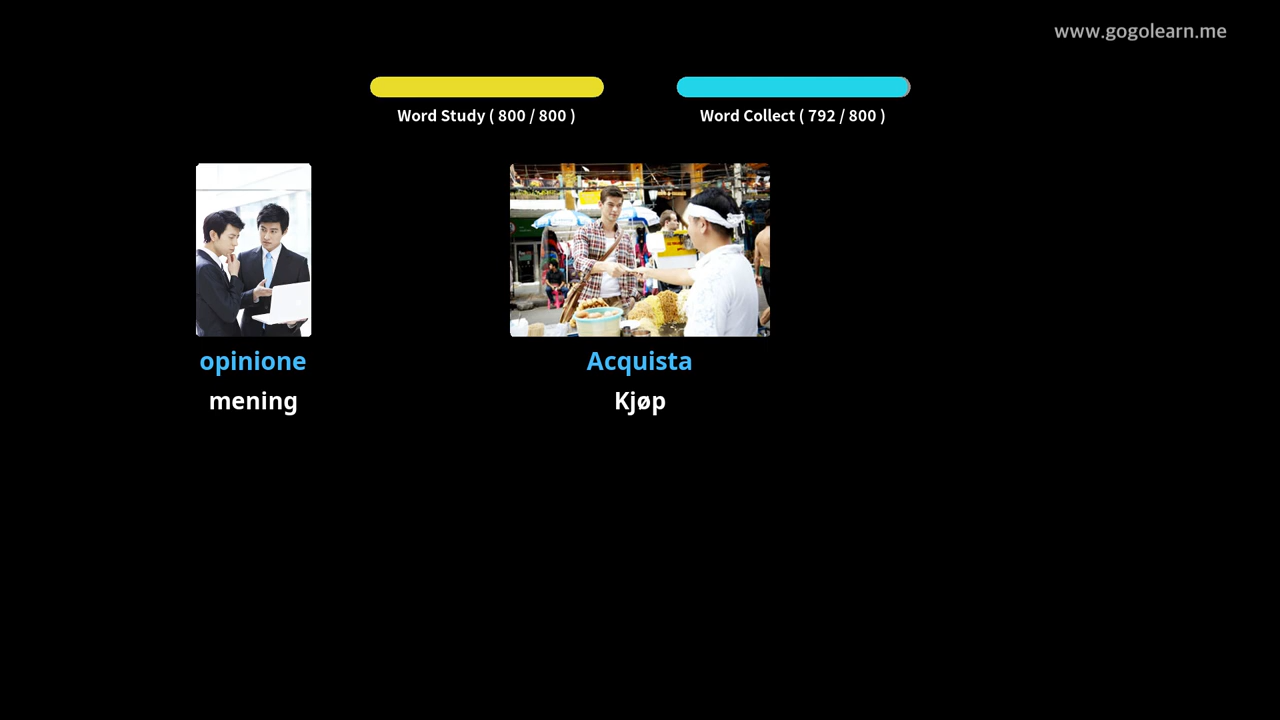 www.gogolearn.me
Word Study ( 800 / 800 )
Word Collect ( 792 / 800 )
opinione
mening
Acquista
Kjøp